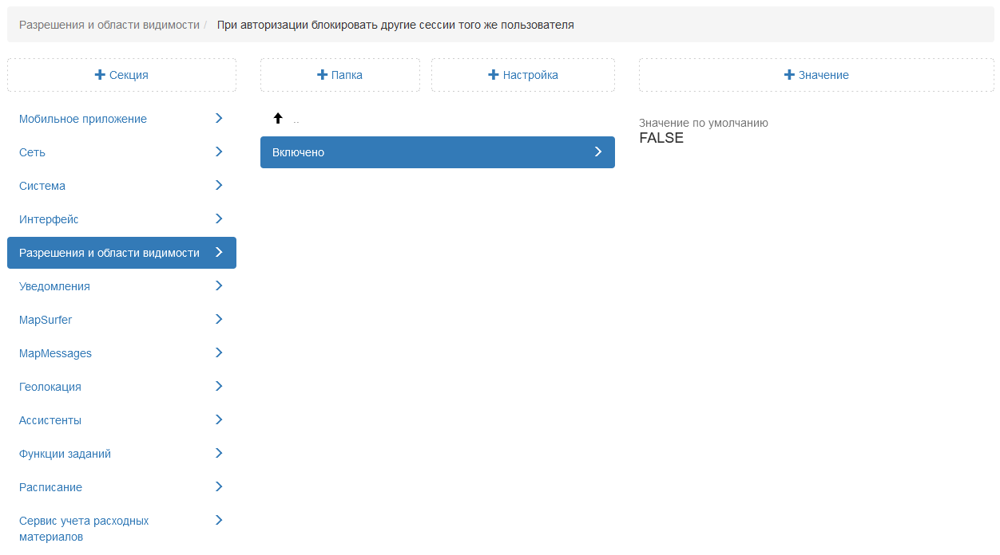 Разрешения и области видимости / При авторизации блокировать другие сессии того же пользователя
Секция
Папка
Настройка
Значение
Мобильное приложение
Сеть
Система
Интерфейс
Разрешения и области видимости
Уведомления
MapSurfer
MapMessages
Геолокация
Ассистенты
Функции заданий
Расписание
Сервис учета расходных
материалов
..
Включено
Значение по умолчанию
FALSE